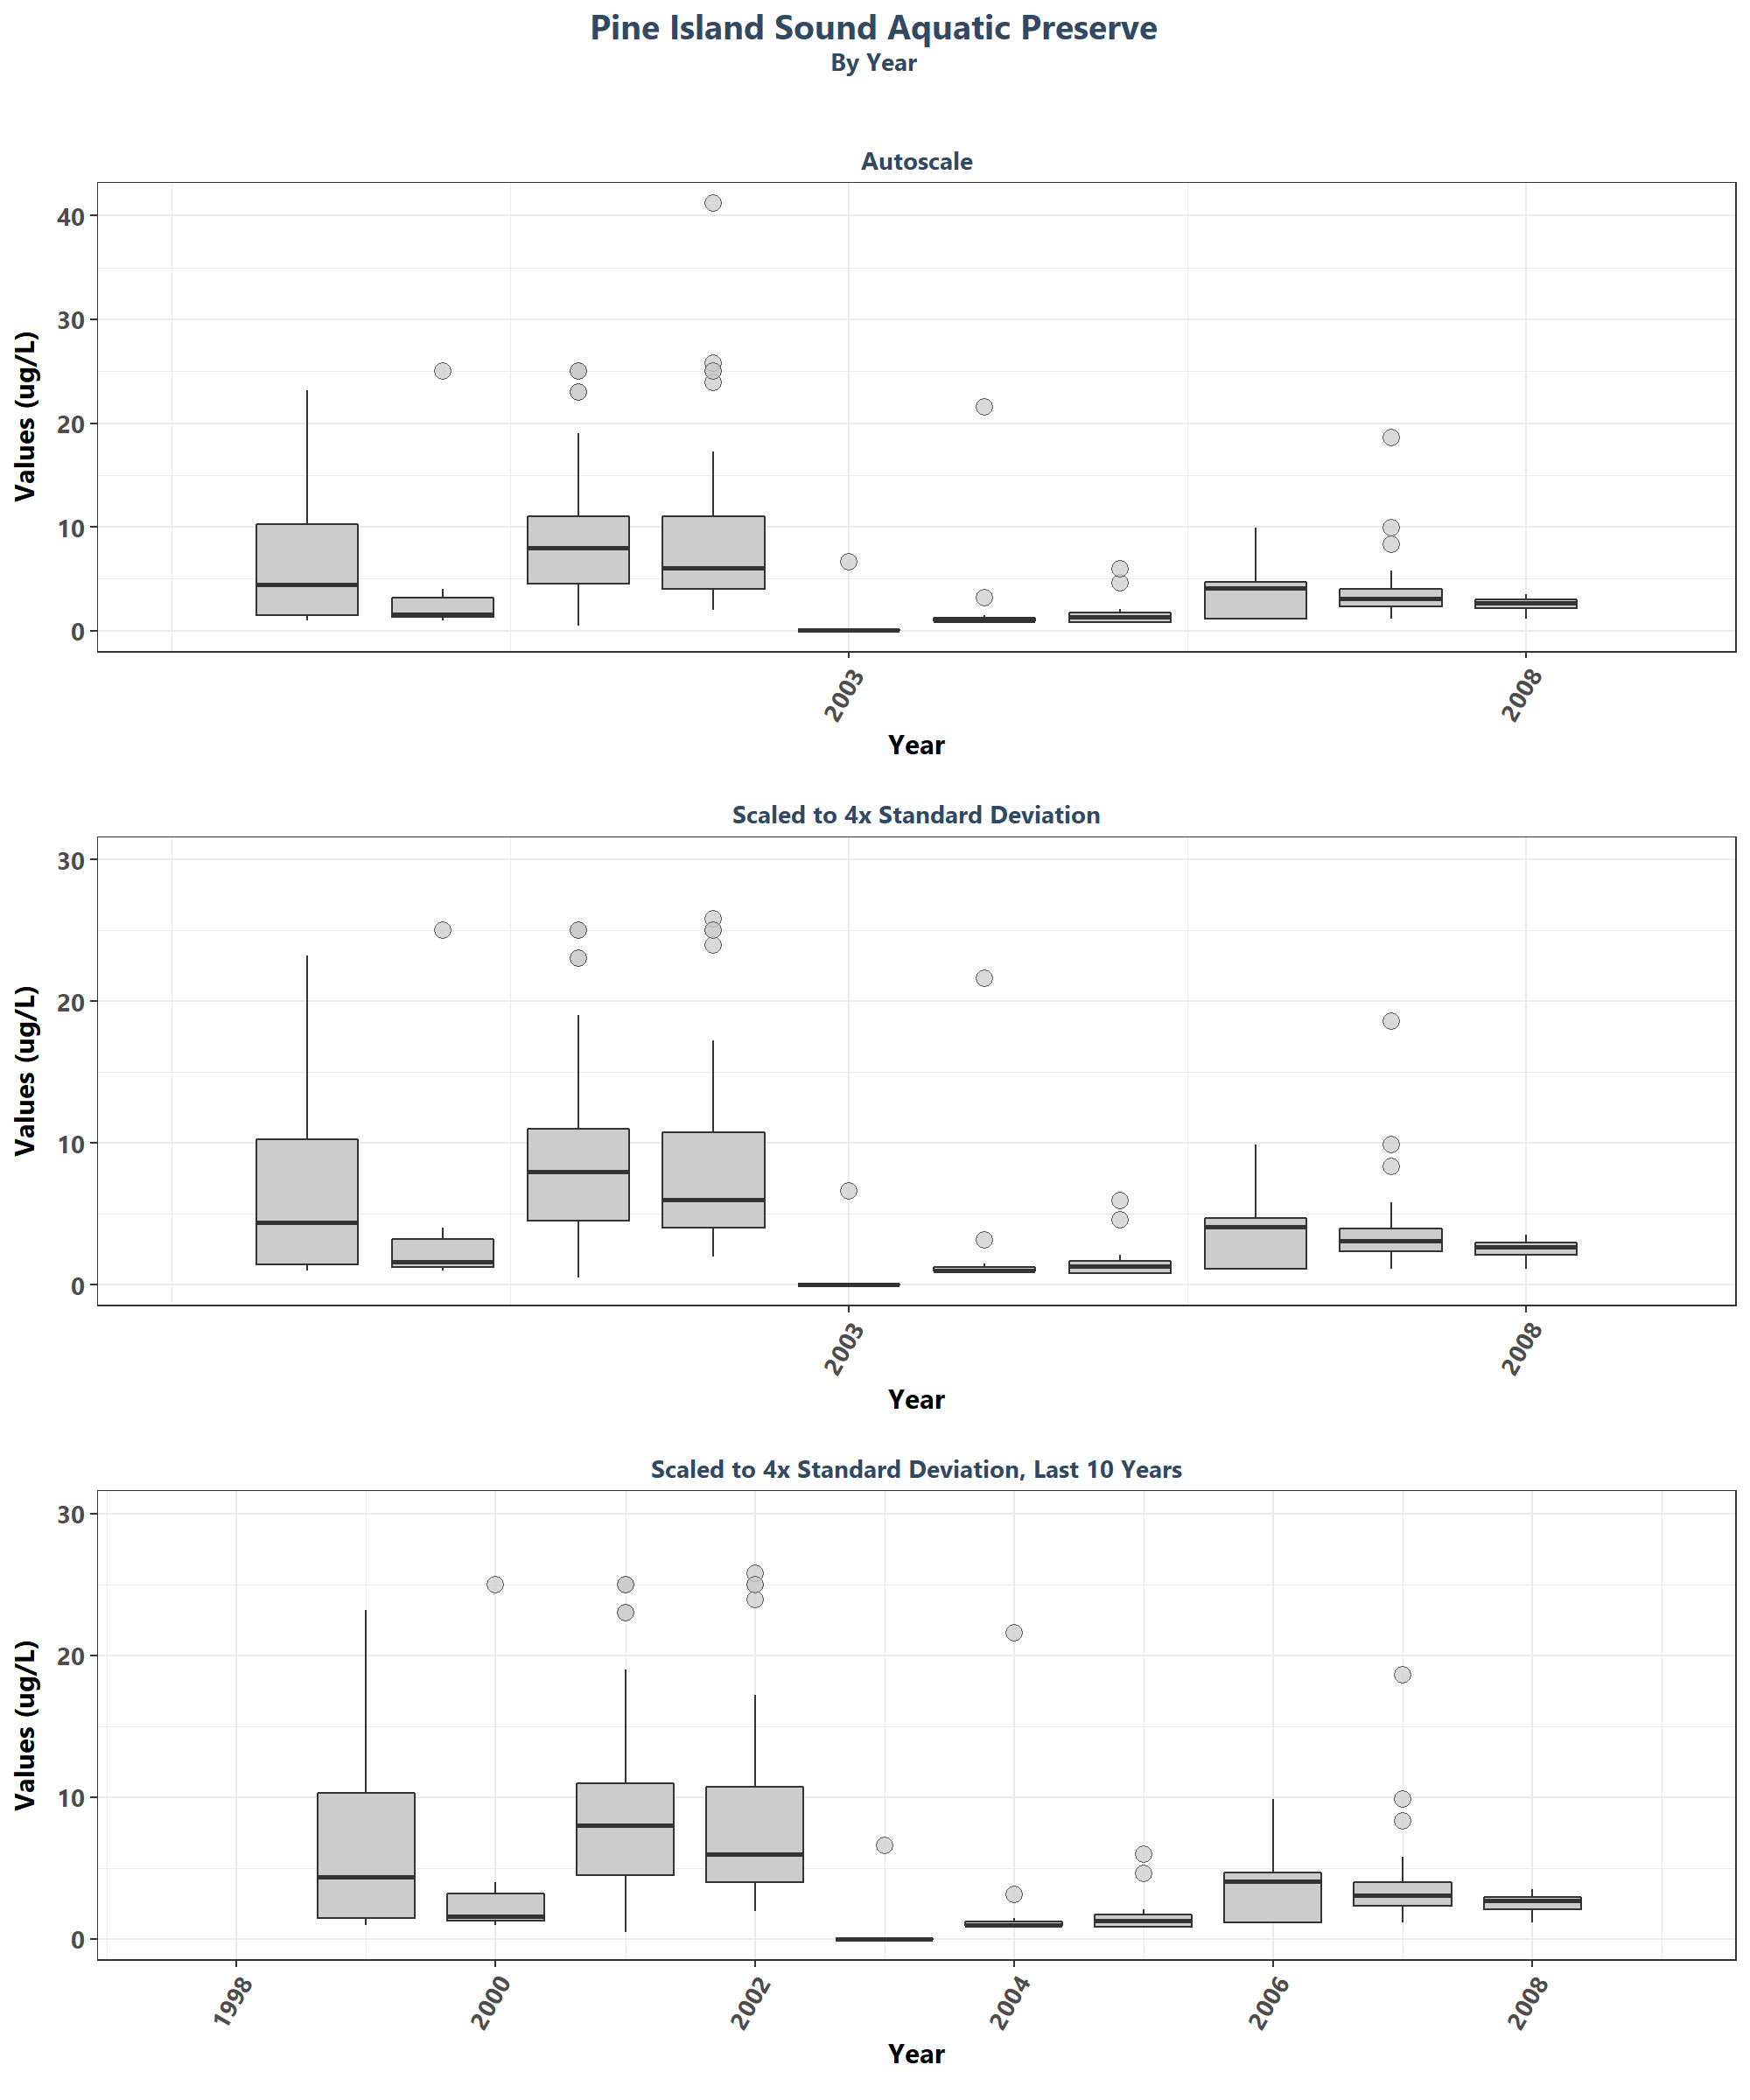 Pine Island Sound Aquatic Preserve
By Year
Autoscale
Values (ug/L)
40
30
20
10
0
2003
2008
Year
Scaled to 4x Standard Deviation
Values (ug/L)
30
20
10
0
2003
2008
Year
Scaled to 4x Standard Deviation, Last 10 Years
Values (ug/L)
30
20
10
0
1998
2000
2002
2004
2006
2008
Year